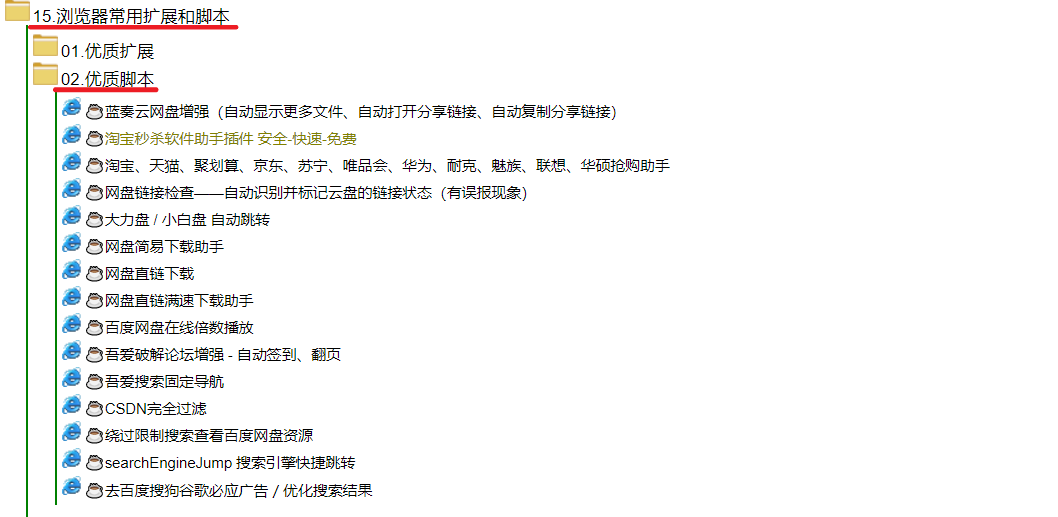 15.浏览器常用扩展和脚本
01.优质扩展
02.优质脚本
蓝奏云网盘增强（自动显示更多文件、自动打开分享链接、自动复制分享链接）
淘宝秒杀软件助手插件 安全-快速-免费
淘宝、天猫、聚划算、京东、苏宁、唯品会、华为、耐克、魅族、联想、华硕抢购助手
网盘链接检查——自动识别并标记云盘的链接状态（有误报现象）
大力盘 / 小白盘 自动跳转
网盘简易下载助手
网盘直链下载
网盘直链满速下载助手
百度网盘在线倍数播放
吾爱破解论坛增强 - 自动签到、翻页
吾爱搜索固定导航
CSDN完全过滤
绕过限制搜索查看百度网盘资源
searchEngineJump 搜索引擎快捷跳转
去百度搜狗谷歌必应广告 / 优化搜索结果